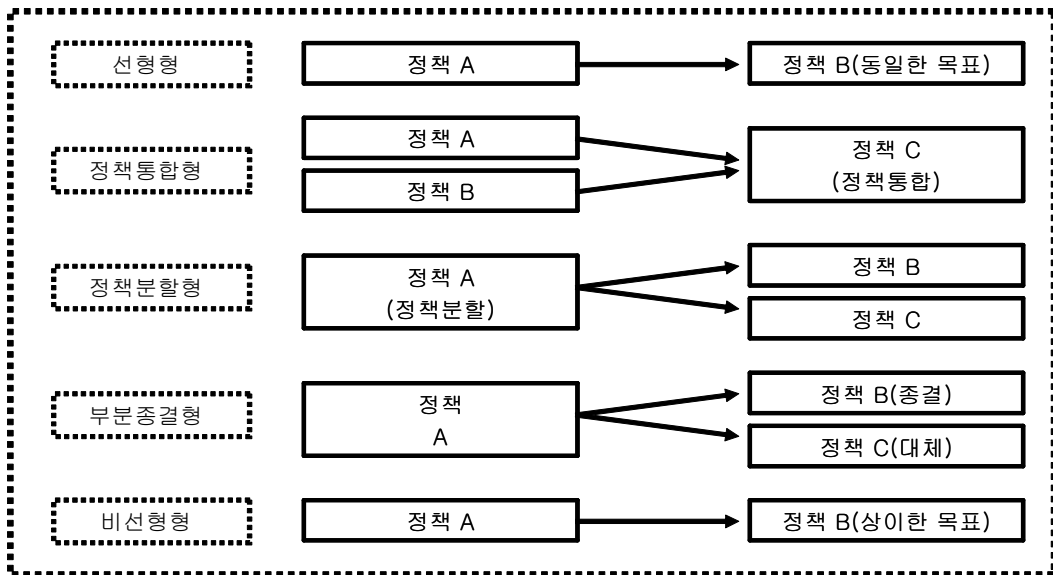 선형형
정책 A
정책 B(동일한 목표)
정책통합형
정책 A
정책 B
정책 C
(정책통합)
정책분할형
정책 A
(정책분할)
정책 B
정책 C
부분종결형
정책
A
정책 B(종결)
정책 C(대체)
비선형형
정책 A
정책 B(상이한 목표)